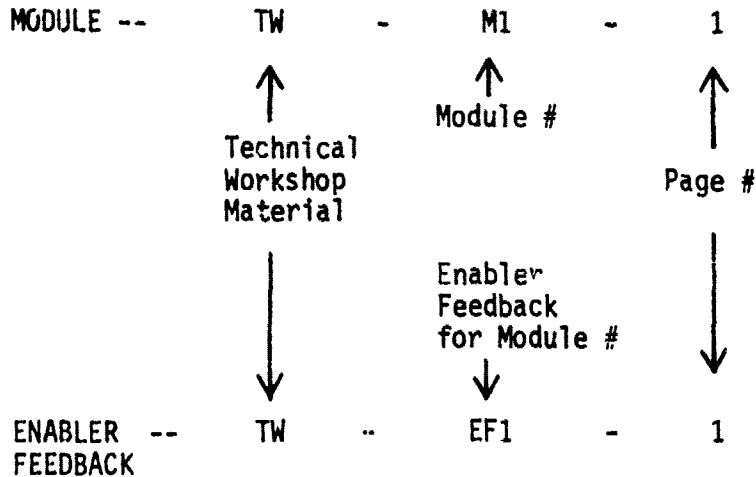 MODULE -- TW - M1 - 1
Module #
Technical
Workshop
Material
Page #
Enabler
Feedback
for Module #
ENABLER -- TW - EF1 - 1
FEEDBACK